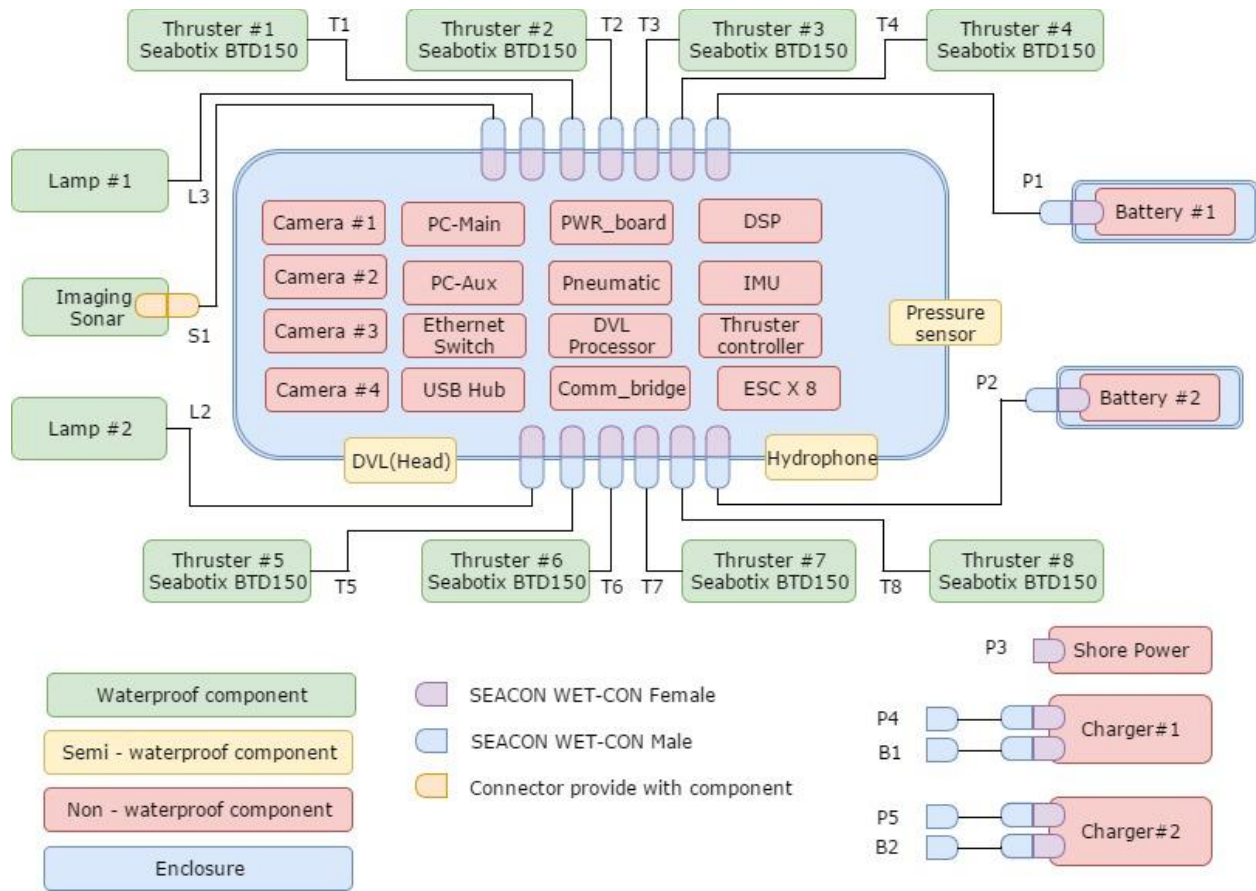 Thruster #1
Seabotix BTD150
T1
Thruster #2
Seabotix BTD150
T2
T3
Thruster #3
Seabotix BTD150
T4
Thruster #4
Seabotix BTD150
Lamp #1
L3
P1
Battery #1
Camera #1
PC-Main
PWR_board
DSP
Camera #2
PC-Aux
Pneumatic
IMU
Imaging
Sonar
S1
Camera #3
Ethernet
Switch
DVL
Processor
Thruster
controller
Pressure
sensor
Camera #4
USB Hub
Comm_bridge
ESC X 8
P2
Battery #2
Lamp #2
L2
DVL(Head)
Hydrophone
Thruster #5
Seabotix BTD150
T5
Thruster #6
Seabotix BTD150
T6
T7
Thruster #7
Seabotix BTD150
T8
Thruster #8
Seabotix BTD150
P3
Shore Power
Waterproof component
SEACON WET-CON Female
P4
B1
Charger#1
Semi - waterproof component
SEACON WET-CON Male
Non - waterproof component
Connector provide with component
P5
B2
Charger#2
Enclosure